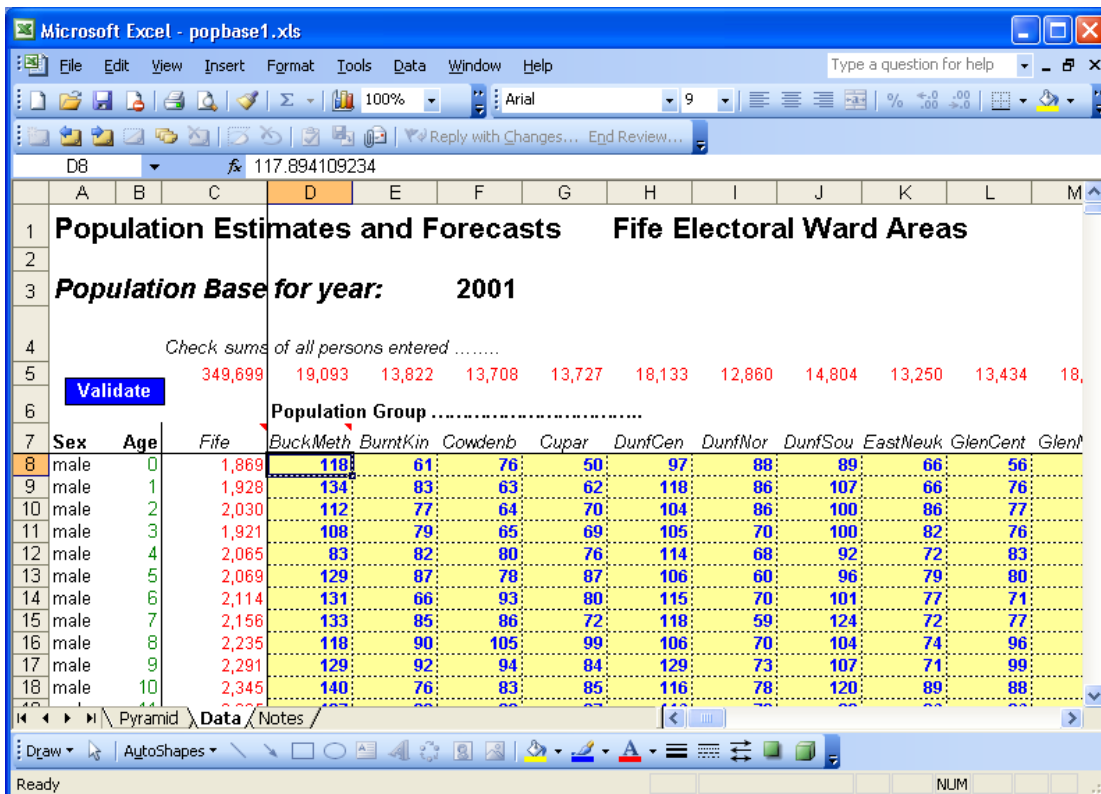 Microsoft Excel - popbase1.xls
File Edit View Insert Format Tools Data Window Help Type a question for help
100% Arial 9
Reply with Changes... End Review...
D8 fx 117.894109234
A B C D E F G H I J K L M
1 Population Estimates and Forecasts Fife Electoral Ward Areas
2
3 Population Base for year: 2001
4 Check sums of all persons entered ........
5 349,699 19,093 13,822 13,708 13,727 18,133 12,860 14,804 13,250 13,434 18,
Validate
6 Population Group ....................................
7 Sex Age Fife BuckMeth BurntKin Cowdenb Cupar DunfCen DunfNor DunfSou EastNeuk GlenCent
8 male 0 1,869 118 61 76 50 97 88 89 66 56
9 male 1 1,928 134 83 63 62 118 86 107 66 76
10 male 2 2,030 112 77 64 70 104 86 100 86 77
11 male 3 1,921 108 79 65 69 105 70 100 82 76
12 male 4 2,065 83 82 80 76 114 68 92 72 83
13 male 5 2,069 129 87 78 87 106 60 96 79 80
14 male 6 2,114 131 66 93 80 115 70 101 77 71
15 male 7 2,156 133 85 86 72 118 59 124 72 77
16 male 8 2,235 118 90 105 99 106 70 104 74 96
17 male 9 2,291 129 92 94 84 129 73 107 71 99
18 male 10 2,345 140 76 83 85 116 78 120 89 88
Pyramid Data Notes
Draw AutoShapes
Ready NUM